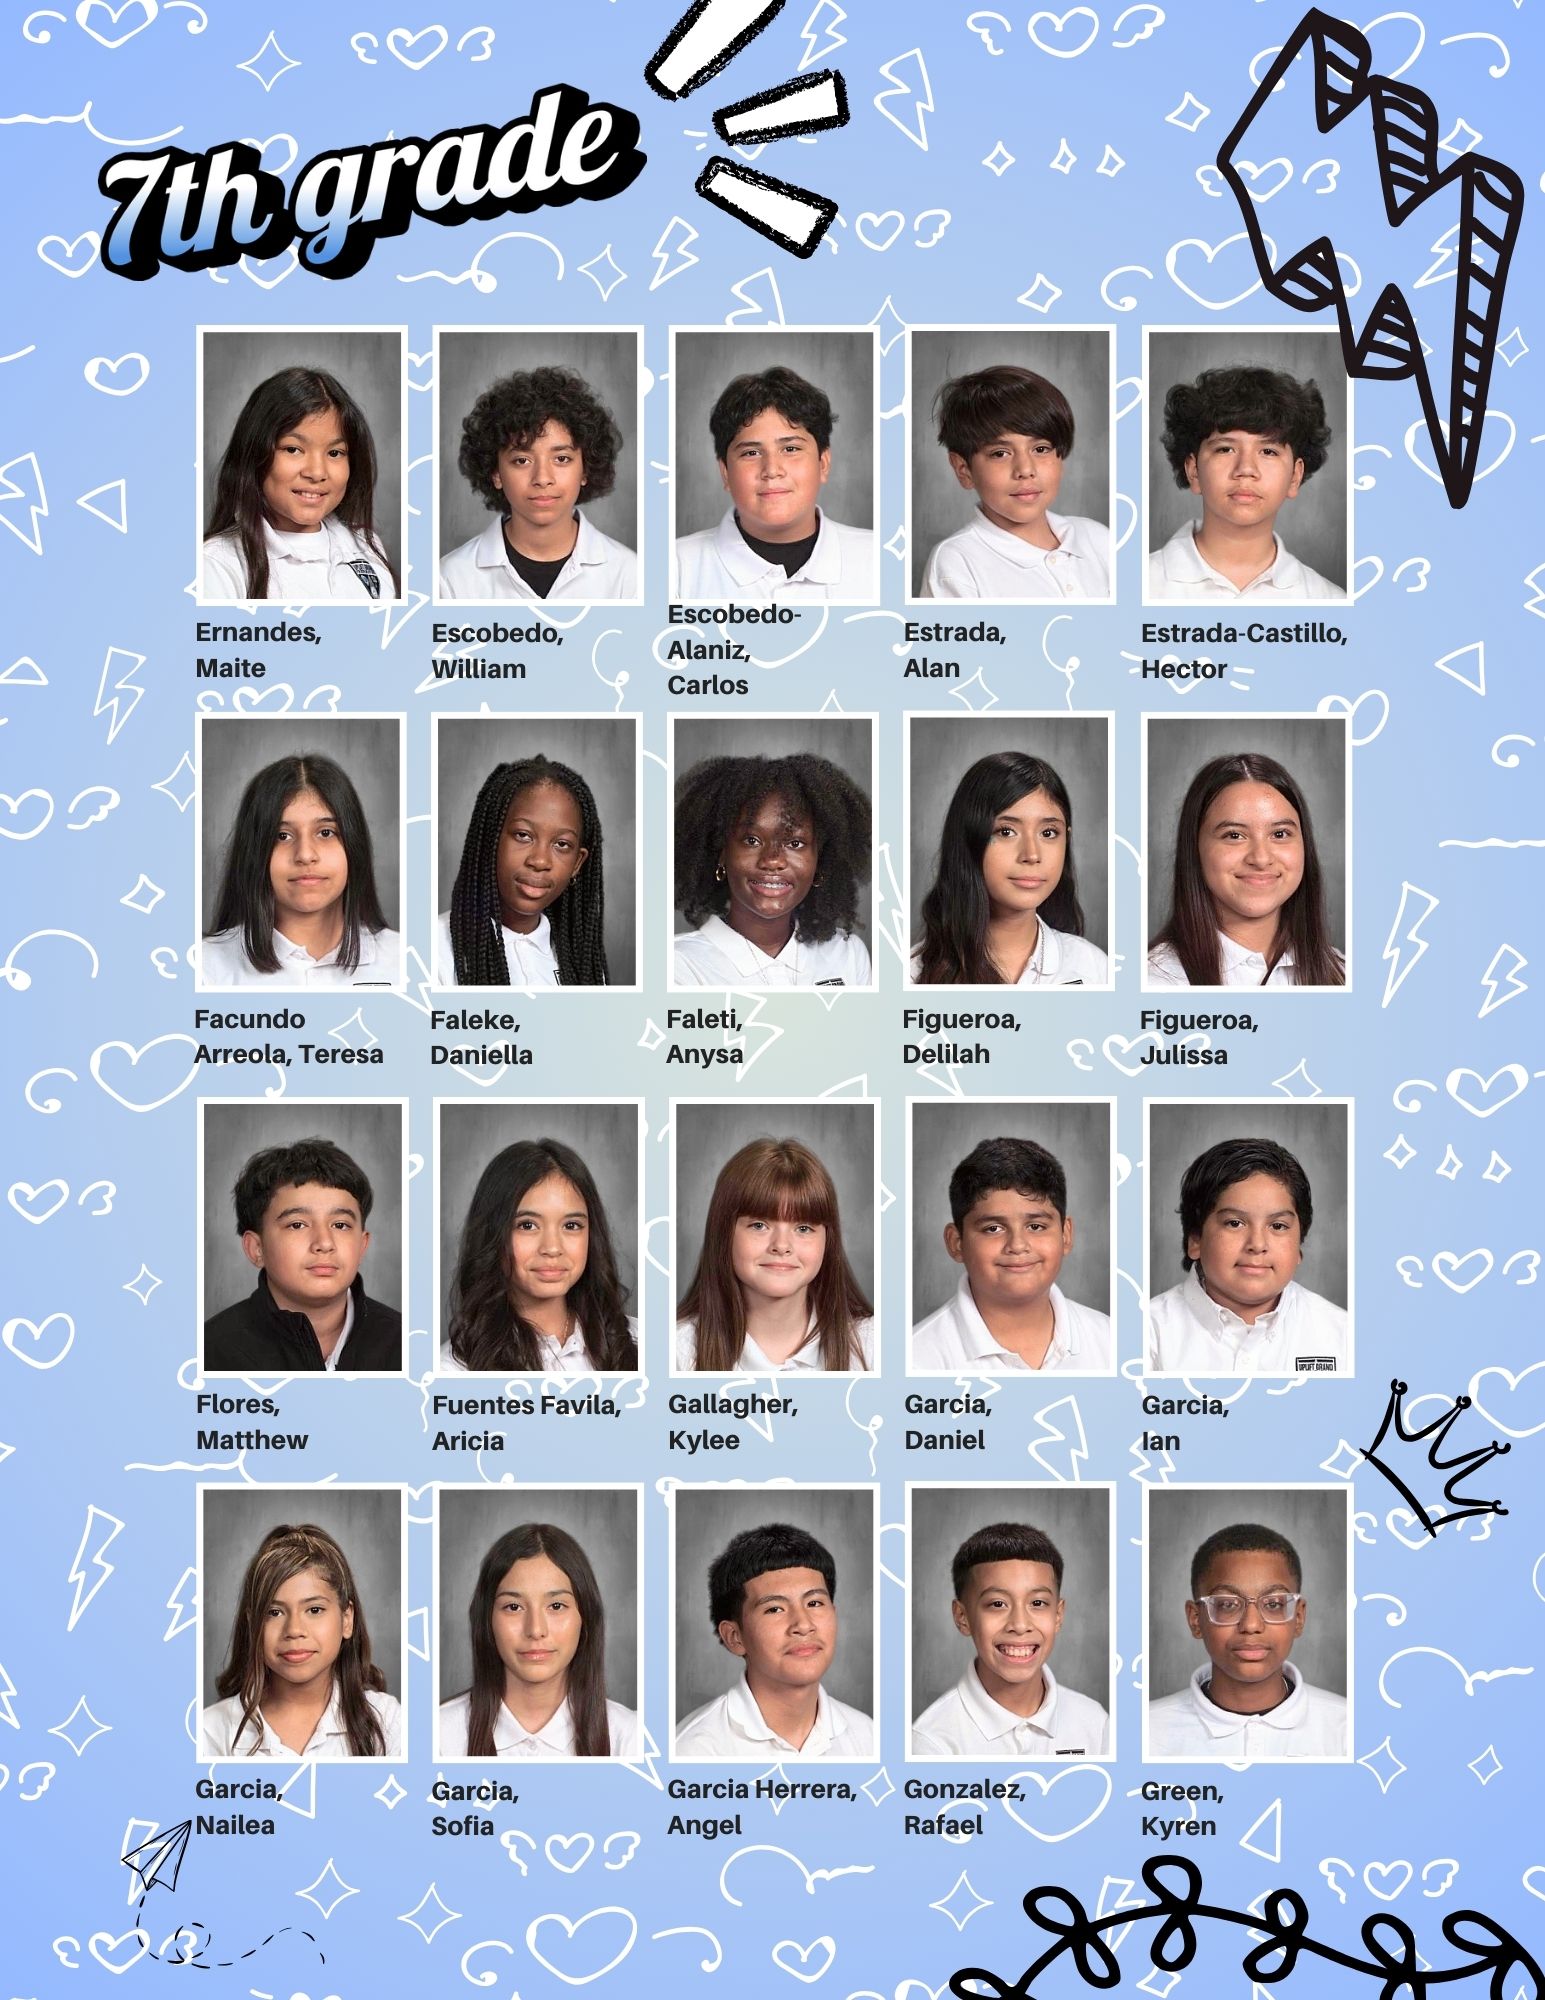 7th grade
Ernandes,
Maite
Escobedo,
William
Escobedo-
Alaniz,
Carlos
Estrada,
Alan
Estrada-Castillo,
Hector
Facundo
Arreola, Teresa
Faleke,
Daniella
Faleti,
Anysa
Figueroa,
Delilah
Figueroa,
Julissa
Flores,
Matthew
Fuentes Favila,
Aricia
Gallagher,
Kylee
Garcia,
Daniel
UPLIFT.BRAND
Garcia,
Ian
Garcia,
Nailea
Garcia,
Sofia
Garcia Herrera,
Angel
Gonzalez,
Rafael
Green,
Kyren